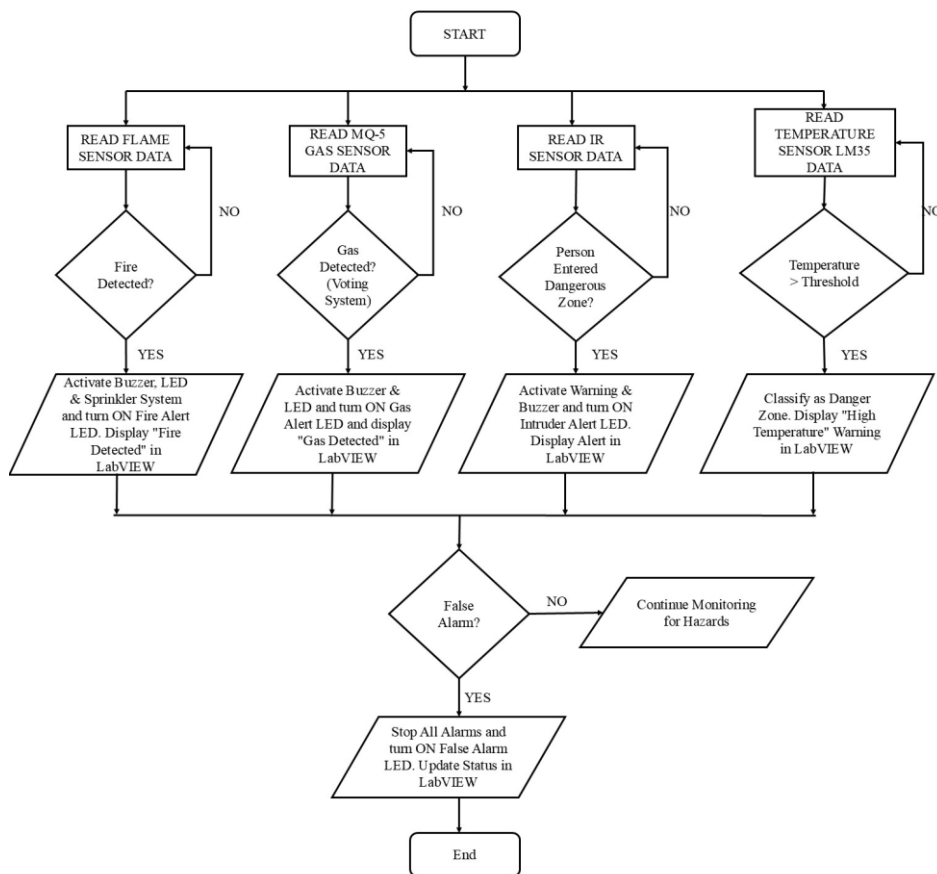 START
READ FLAME
SENSOR DATA
READ MQ-5
GAS SENSOR
DATA
READ IR
SENSOR DATA
READ
TEMPERATURE
SENSOR LM35
DATA
NO
NO
NO
NO
Fire
Detected?
Gas
Detected?
(Voting
System)
Person
Entered
Dangerous
Zone?
Temperature
> Threshold
YES
YES
YES
YES
Activate Buzzer, LED
& Sprinkler System
and turn ON Fire Alert
LED. Display "Fire
Detected" in
LabVIEW
Activate Buzzer &
LED and turn ON Gas
Alert LED and display
"Gas Detected" in
LabVIEW
Activate Warning &
Buzzer and turn ON
Intruder Alert LED.
Display Alert in
LabVIEW
Classify as Danger
Zone. Display "High
Temperature" Warning
in LabVIEW
False
Alarm?
NO
Continue Monitoring
for Hazards
YES
Stop All Alarms and
turn ON False Alarm
LED. Update Status in
LabVIEW
End